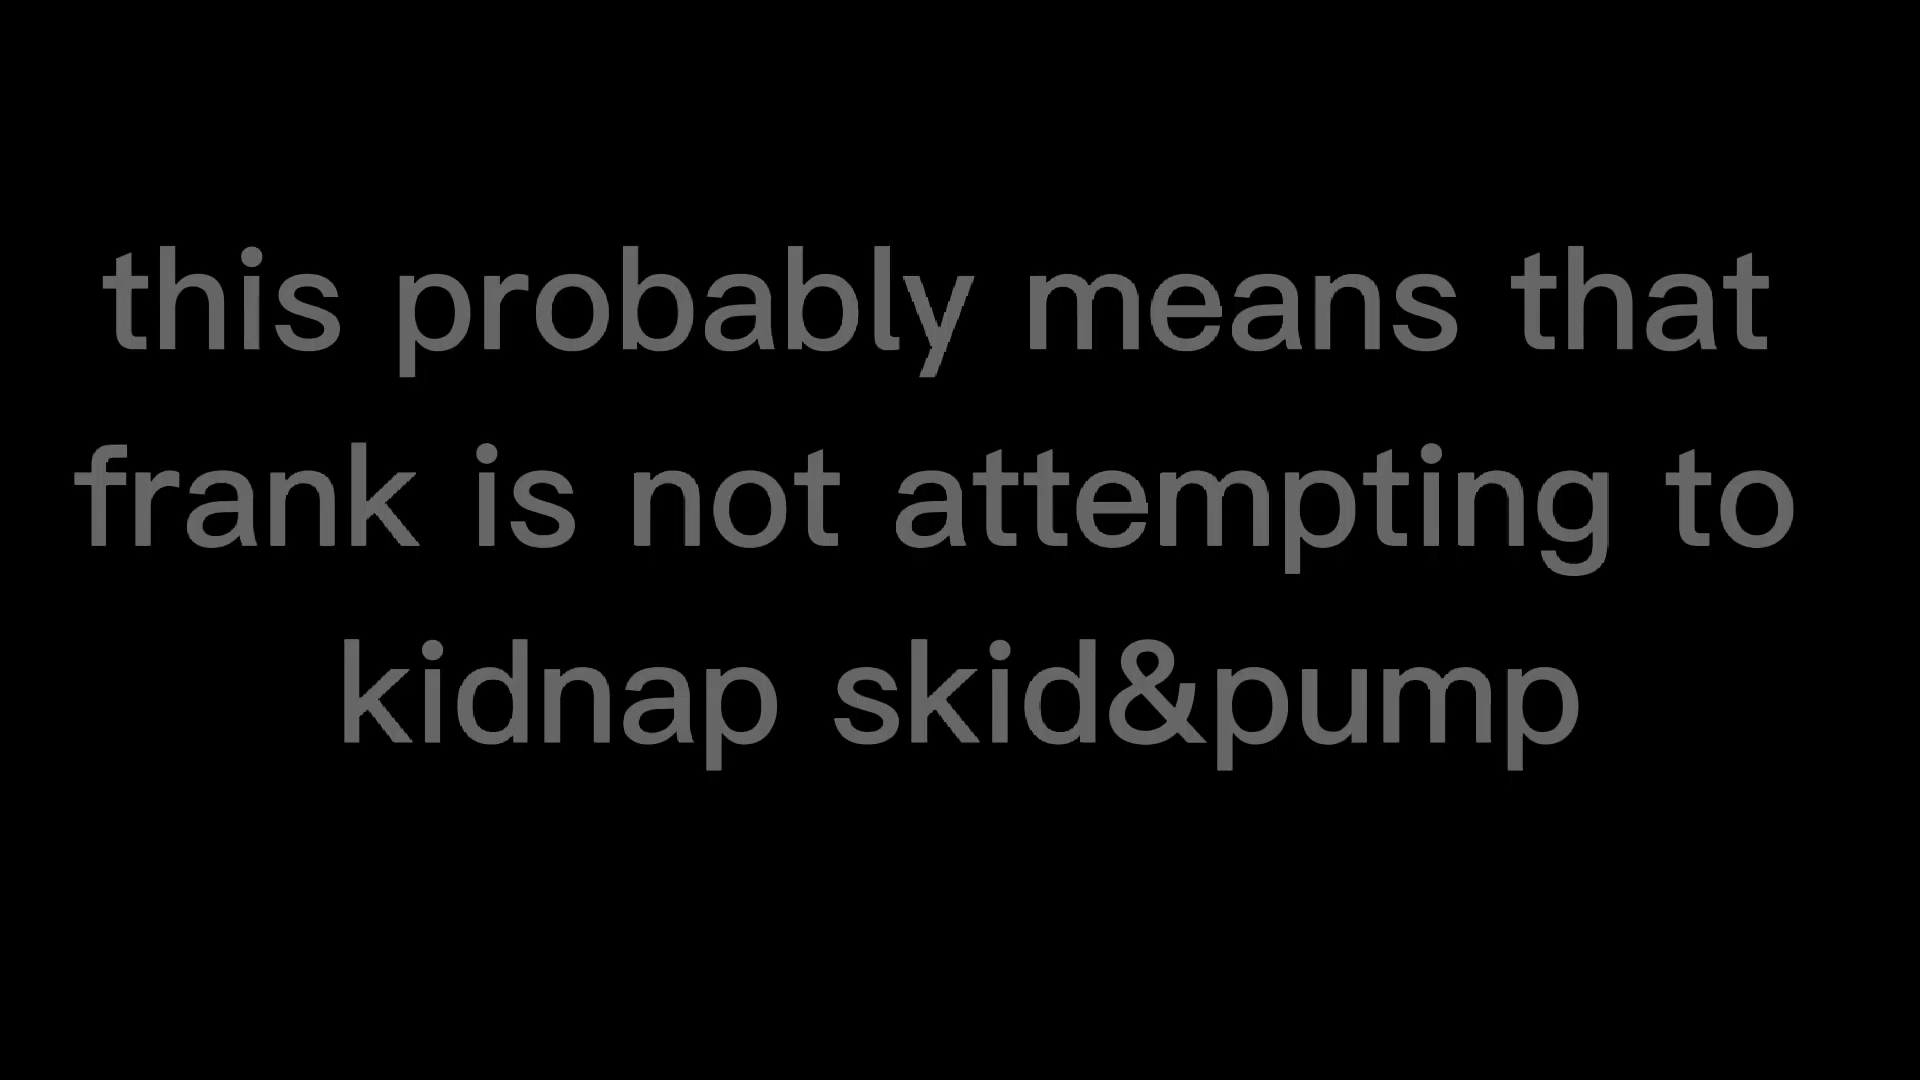 this probably means that
frank is not attempting to
kidnap skid&pump